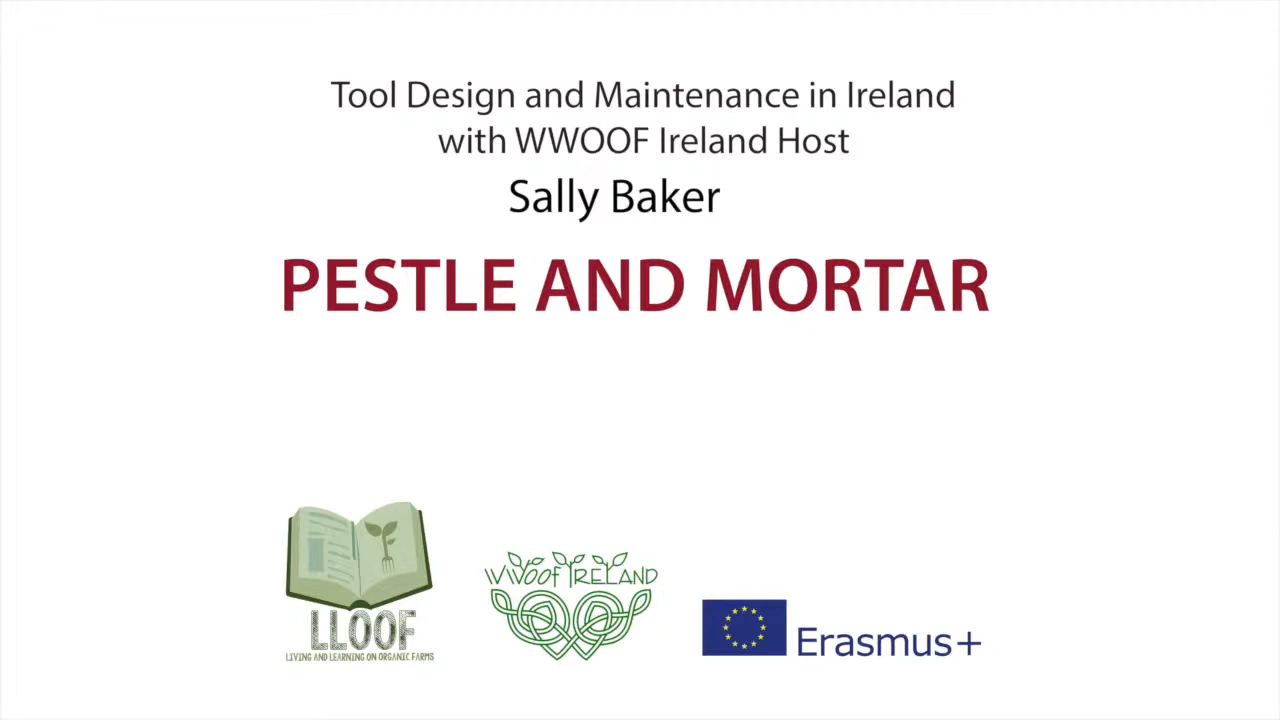 Tool Design and Maintenance in Ireland
with WWOOF Ireland Host
Sally Baker
PESTLE AND MORTAR
LLOOF
LIVING AND LEARNING ON ORGANIC FARMS
WWOOF IRELAND
Erasmus+